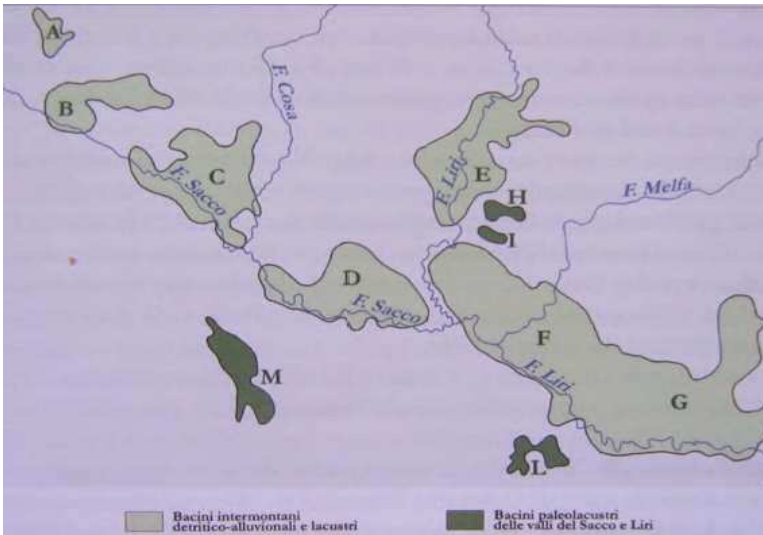 A
B
F. Cosa
C
F. Sacco
E
F. Liri
H
I
F. Melfa
D
F. Sacco
F
F. Liri
G
M
L
Bacini intermontani
detritico-alluvionali e lacustri
Bacini paleolacustri
delle valli del Sacco e Liri